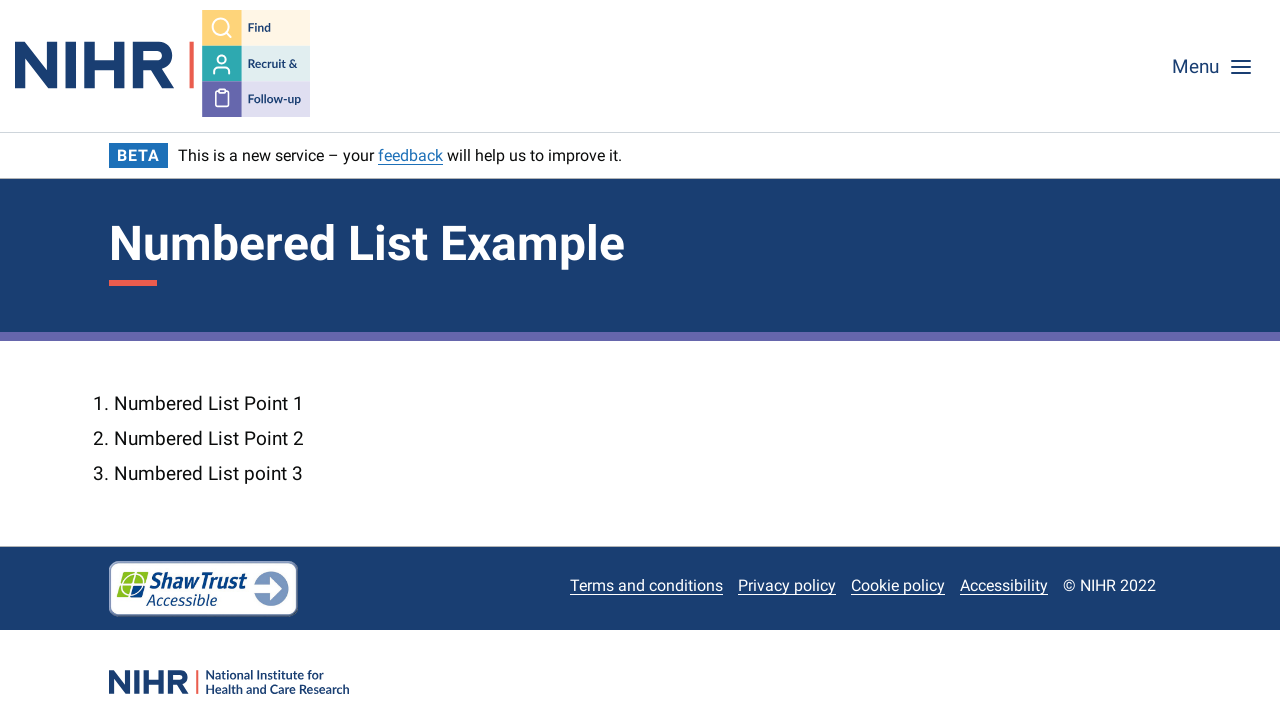 NIHR
Find
Recruit &
Follow-up
Menu
BETA This is a new service – your feedback will help us to improve it.
Numbered List Example
1. Numbered List Point 1
2. Numbered List Point 2
3. Numbered List point 3
ShawTrust
Accessible
Terms and conditions Privacy policy Cookie policy Accessibility © NIHR 2022
NIHR National Institute for
Health and Care Research